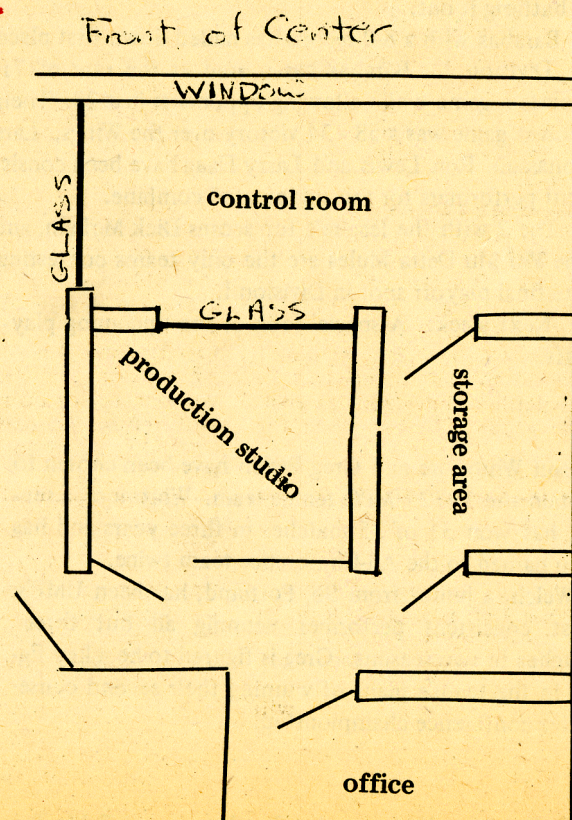 Front of Center
WINDOW
GLASS
control room
GLASS
production studio
storage area
office